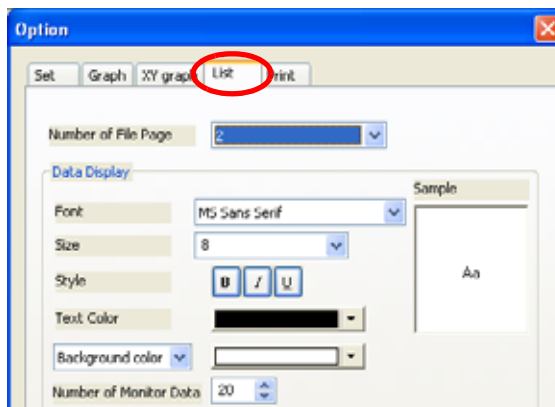 Option
Set Graph XY graph List Print
Number of File Page 2
Data Display
Sample
Font MS Sans Serif
Size 8
Style B I U
Aa
Text Color
Background color
Number of Monitor Data 20